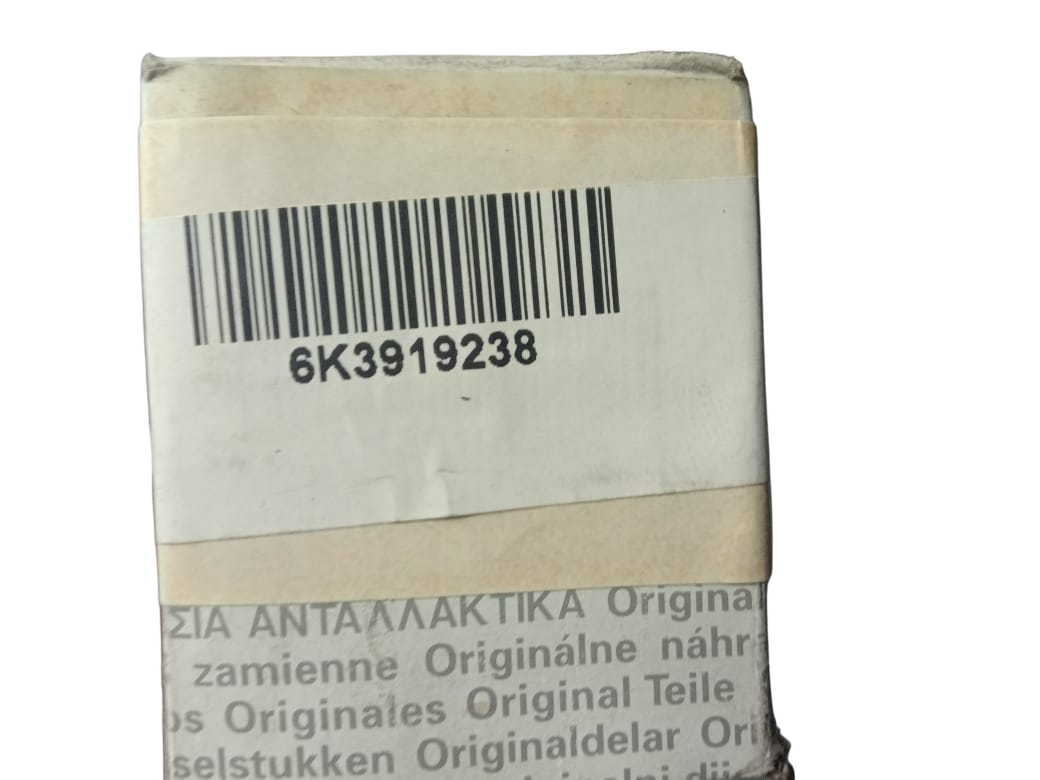 6K3919238
ΣΙΑ ΑΝΤΑΛΛΑΚΤΙΚΑ Original
zamienne Originálne náhr
os Originales Original Teile
selstukken Originaldelar Ori